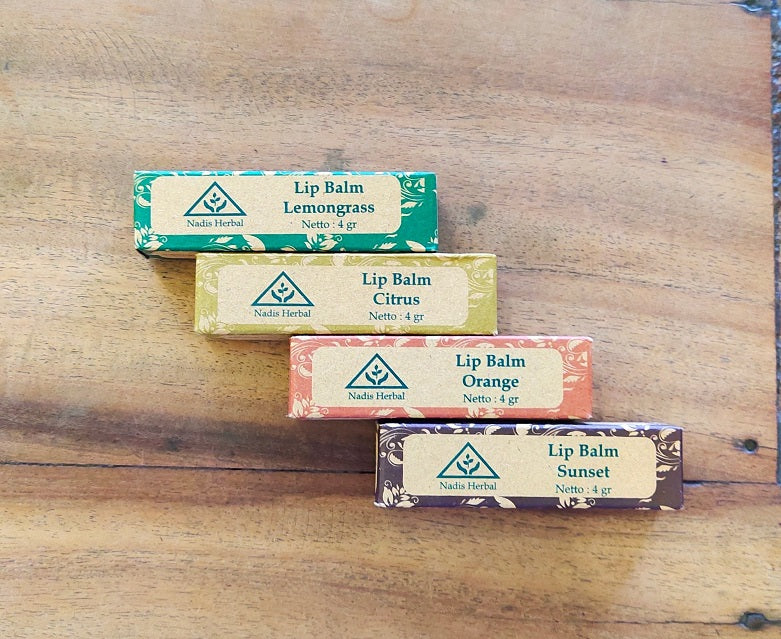 Lip Balm
Lemongrass
Netto : 4 gr
Nadis Herbal
Lip Balm
Citrus
Netto : 4 gr
Nadis Herbal
Lip Balm
Orange
Netto : 4 gr
Nadis Herbal
Lip Balm
Sunset
Netto : 4 gr
Nadis Herbal